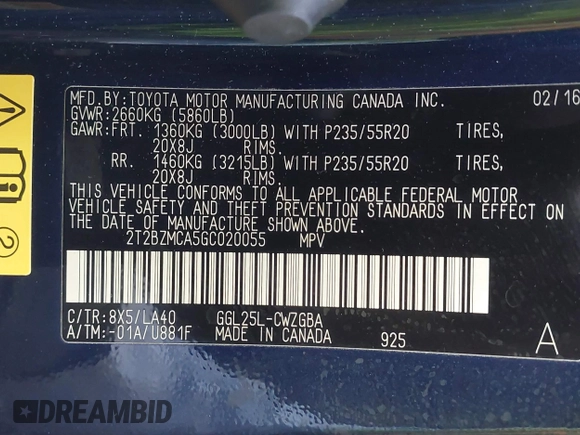 MFD.BY:TOYOTA MOTOR MANUFACTURING CANADA INC. 02/16
GVWR:2660KG (5860LB)
GAWR:FRT. 1360KG (3000LB) WITH P235/55R20 TIRES,
20X8J RIMS.
RR. 1460KG (3215LB) WITH P235/55R20 TIRES,
20X8J RIMS.
THIS VEHICLE CONFORMS TO ALL APPLICABLE FEDERAL MOTOR
VEHICLE SAFETY AND THEFT PREVENTION STANDARDS IN EFFECT ON
THE DATE OF MANUFACTURE SHOWN ABOVE.
2T2BZMCA5GC020055 MPV
C/TR:8X5/LA40 GGL25L-CWZGBA
A/TM:-01A/U881F MADE IN CANADA 925 A
2
DREAMBID